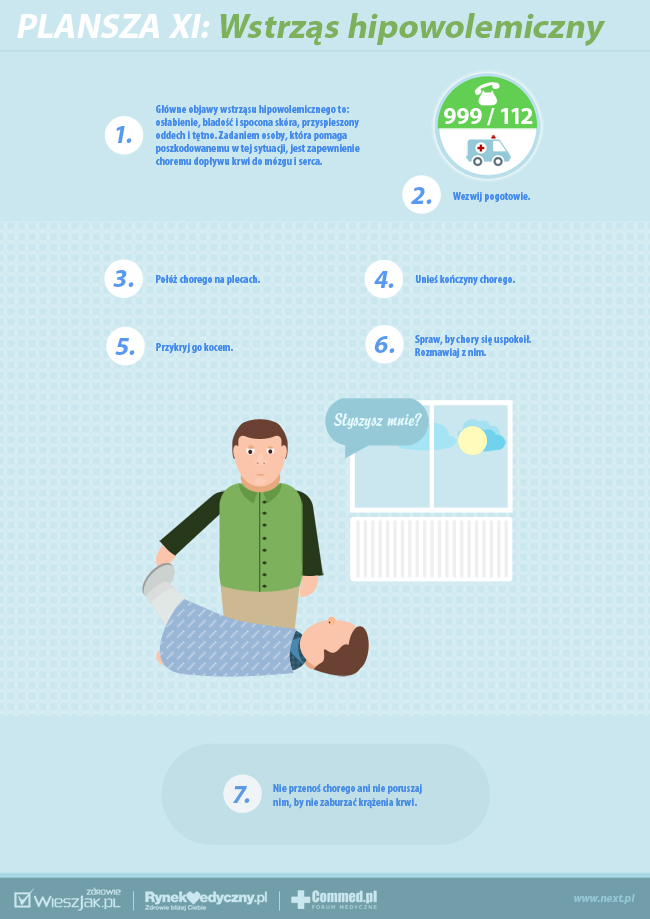 PLANSZA XI: Wstrząs hipowolemiczny
1.
Główne objawy wstrząsu hipowolemicznego to:
osłabienie, bladość i spocona skóra, przyspieszony
oddech i tętno. Zadaniem osoby, która pomaga
poszkodowanemu w tej sytuacji, jest zapewnienie
choremu dopływu krwi do mózgu i serca.
999 / 112
2.
Wezwij pogotowie.
3.
Połóż chorego na plecach.
4.
Unieś kończyny chorego.
5.
Przykryj go kocem.
6.
Spraw, by chory się uspokoił.
Rozmawiaj z nim.
Słyszysz mnie?
7.
Nie przenoś chorego ani nie poruszaj
nim, by nie zaburzać krążenia krwi.
ZDROWIE
WIESZJAK.PL
RynekMedyczny.pl
Zdrowie bliżej Ciebie
Commed.pl
FORUM MEDYCZNE
www.next.pl